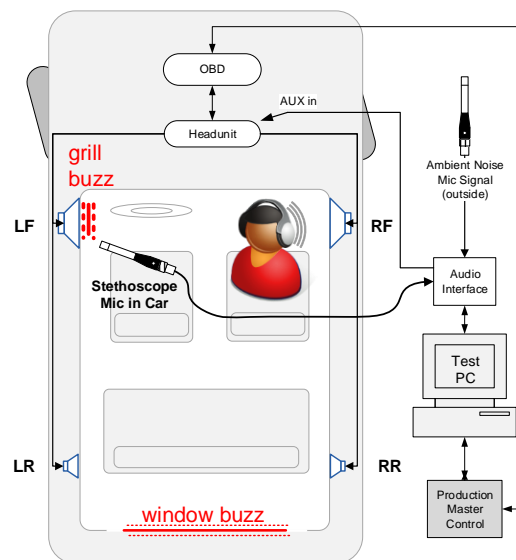 OBD
AUX in
Headunit
grill
buzz
Ambient Noise
Mic Signal
(outside)
LF
RF
Stethoscope
Mic in Car
Audio
Interface
Test
PC
LR
RR
window buzz
Production
Master
Control